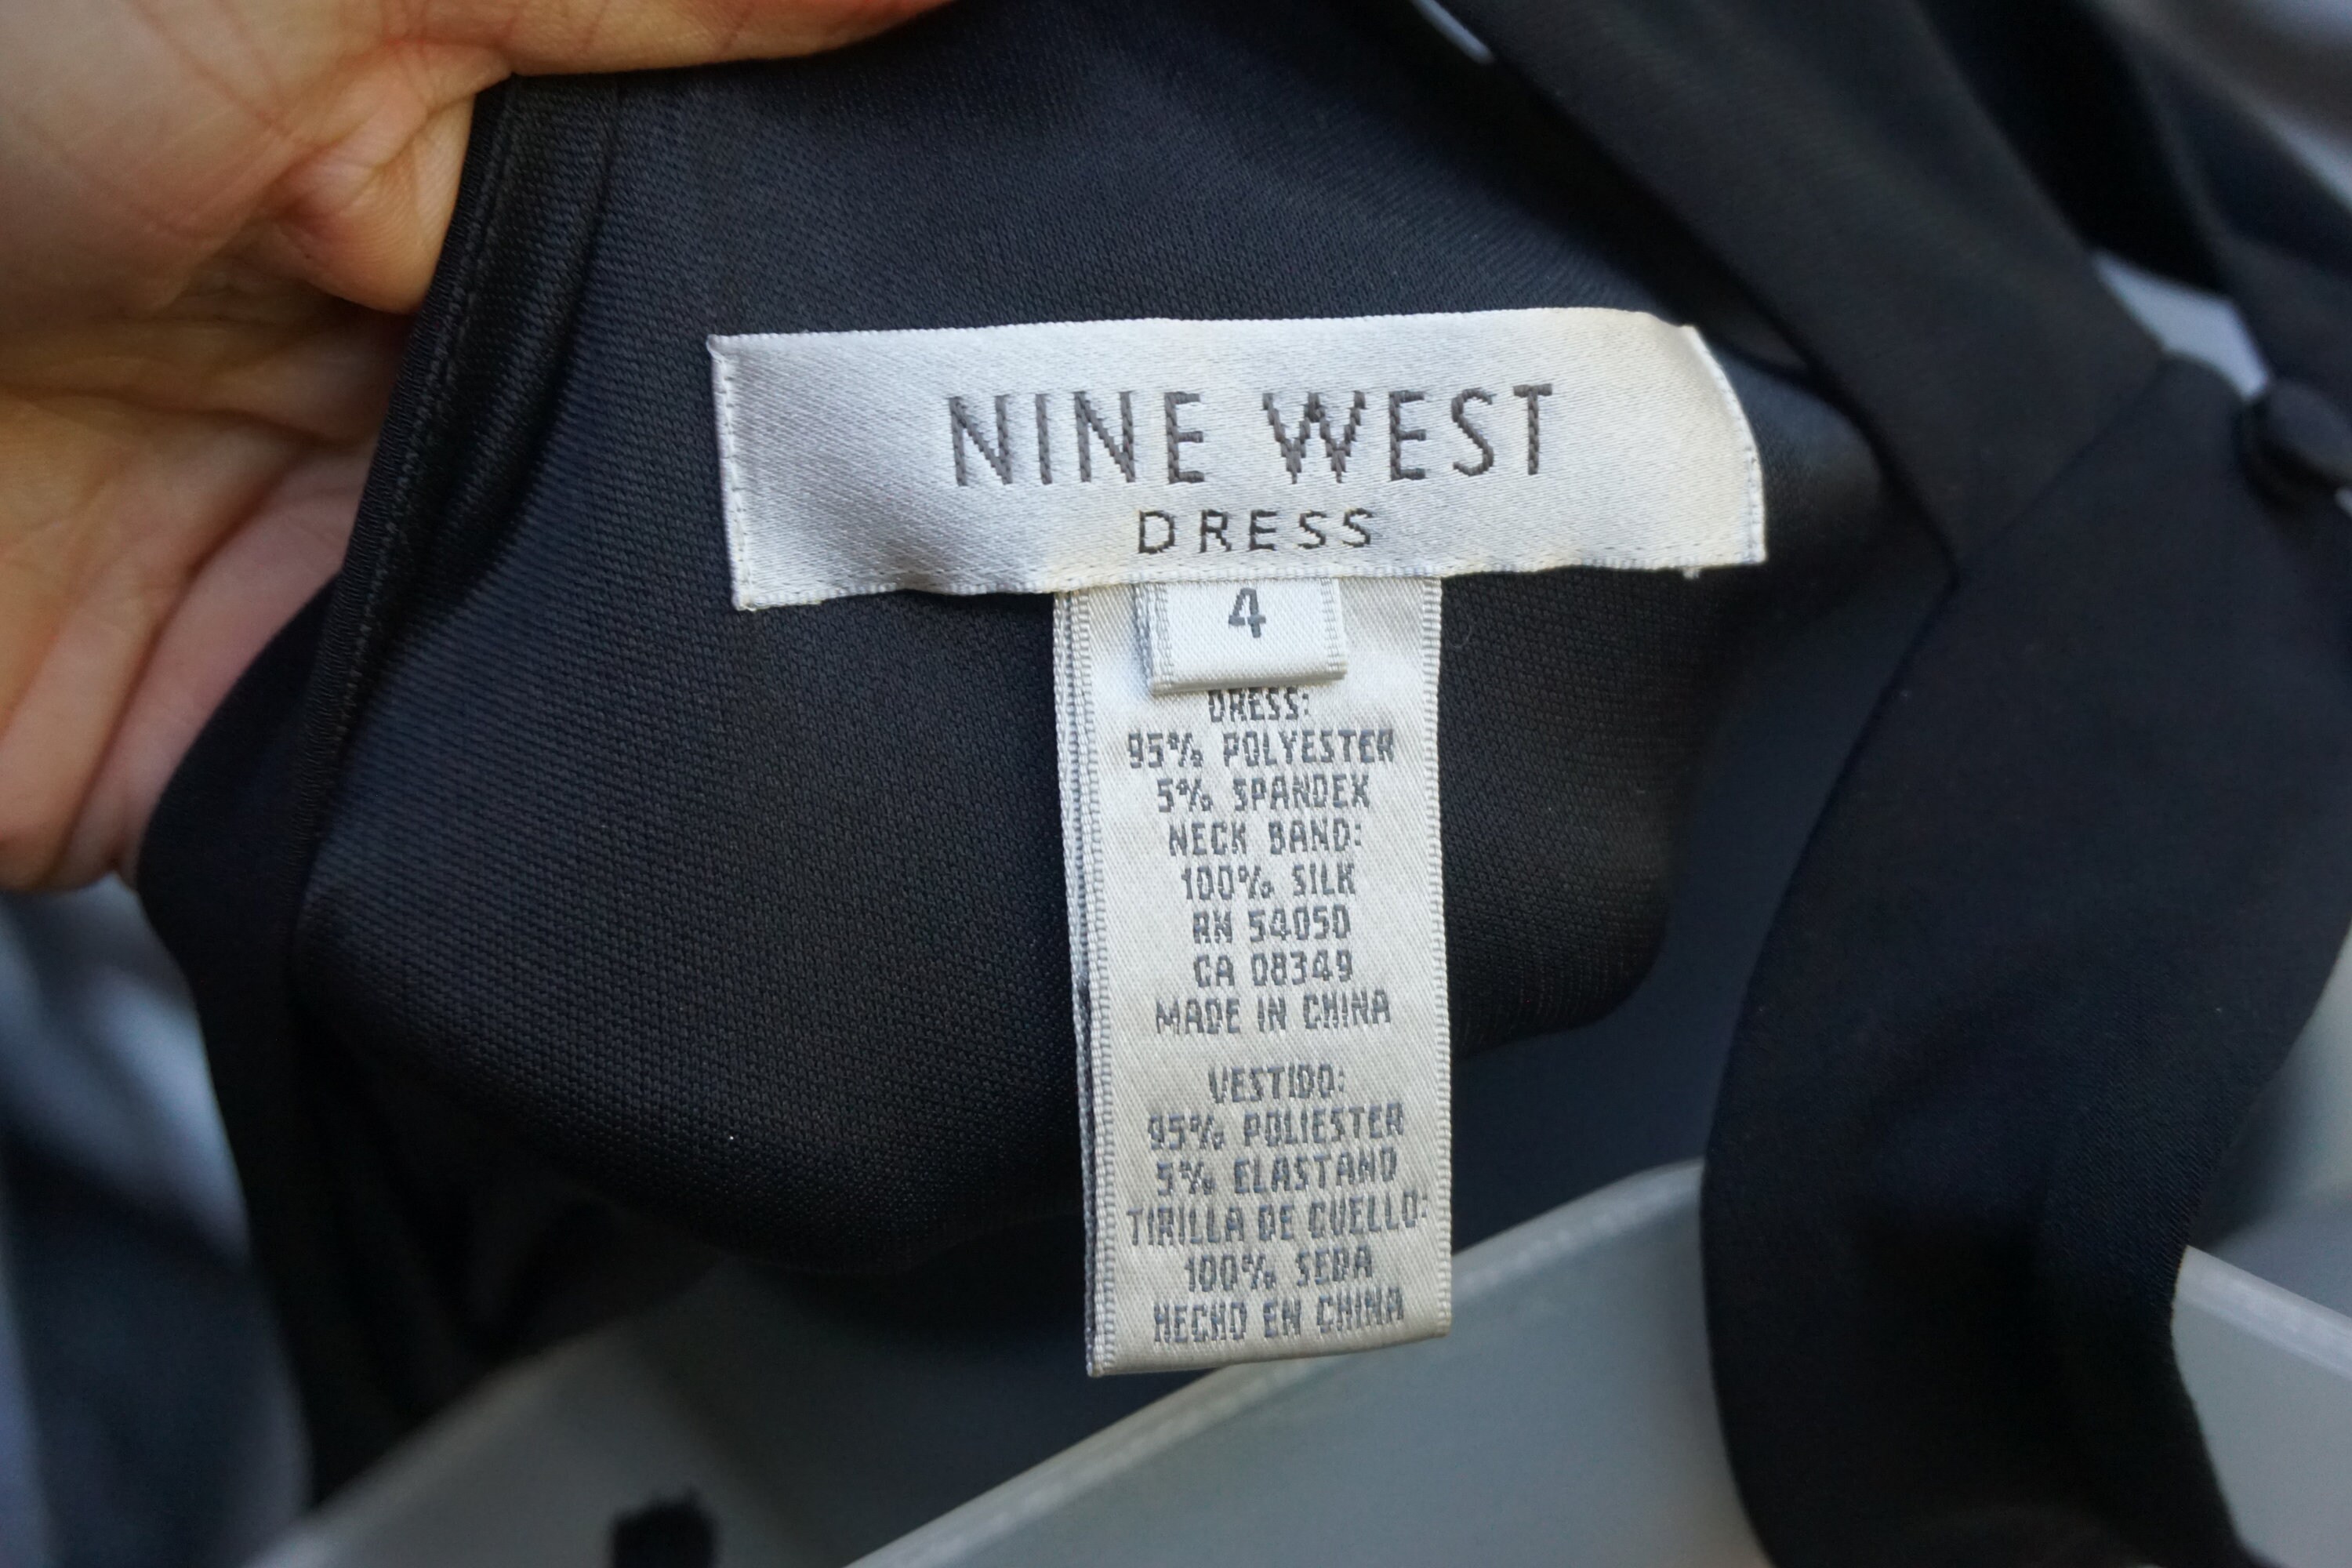 NINE WEST
DRESS
4
DRESS:
95% POLYESTER
5% SPANDEX
NECK BAND:
100% SILK
RN 54050
CA 08349
MADE IN CHINA
VESTIDO:
95% POLIESTER
5% ELASTANO
TIRILLA DE CUELLO:
100% SEDA
HECHO EN CHINA